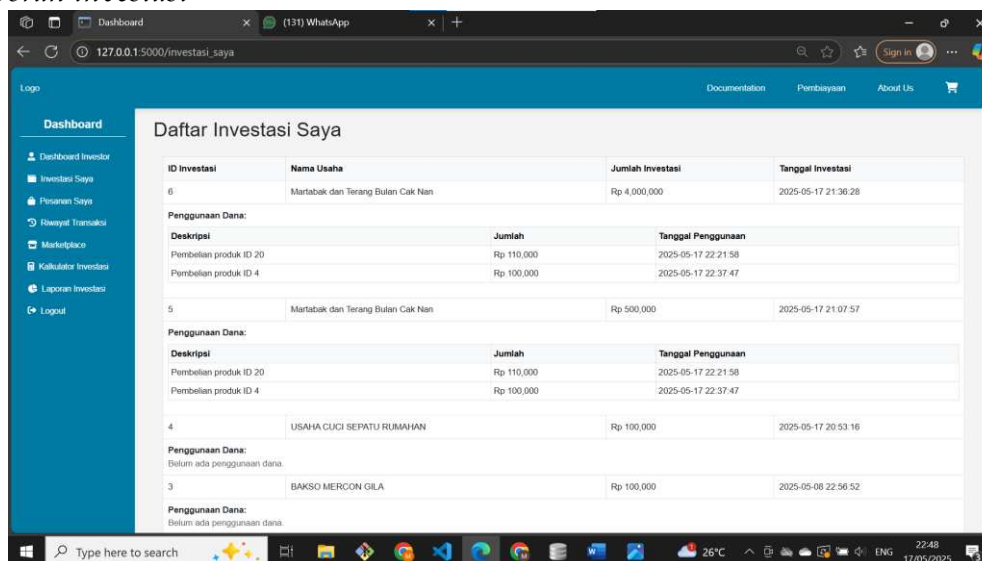 Dashboard
(131) WhatsApp
127.0.0.1:5000/investasi_saya
Sign in
Logo
Documentation Pembiayaan About Us
Dashboard
Dashboard Investor
Investasi Saya
Pesanan Saya
Riwayat Transaksi
Marketplace
Kalkulator Investasi
Laporan Investasi
Logout
Daftar Investasi Saya
ID Investasi Nama Usaha Jumlah Investasi Tanggal Investasi
6 Martabak dan Terang Bulan Cak Nan Rp 4,000,000 2025-05-17 21:36:28
Penggunaan Dana:
Deskripsi Jumlah Tanggal Penggunaan
Pembelian produk ID 20 Rp 110,000 2025-05-17 22:21:58
Pembelian produk ID 4 Rp 100,000 2025-05-17 22:37:47
5 Martabak dan Terang Bulan Cak Nan Rp 500,000 2025-05-17 21:07:57
Penggunaan Dana:
Deskripsi Jumlah Tanggal Penggunaan
Pembelian produk ID 20 Rp 110,000 2025-05-17 22:21:58
Pembelian produk ID 4 Rp 100,000 2025-05-17 22:37:47
4 USAHA CUCI SEPATU RUMAHAN Rp 100,000 2025-05-17 20:53:16
Penggunaan Dana:
Belum ada penggunaan dana.
3 BAKSO MERCON GILA Rp 100,000 2025-05-08 22:56:52
Penggunaan Dana:
Belum ada penggunaan dana.
Type here to search
26°C
ENG
22:48
17/05/2025